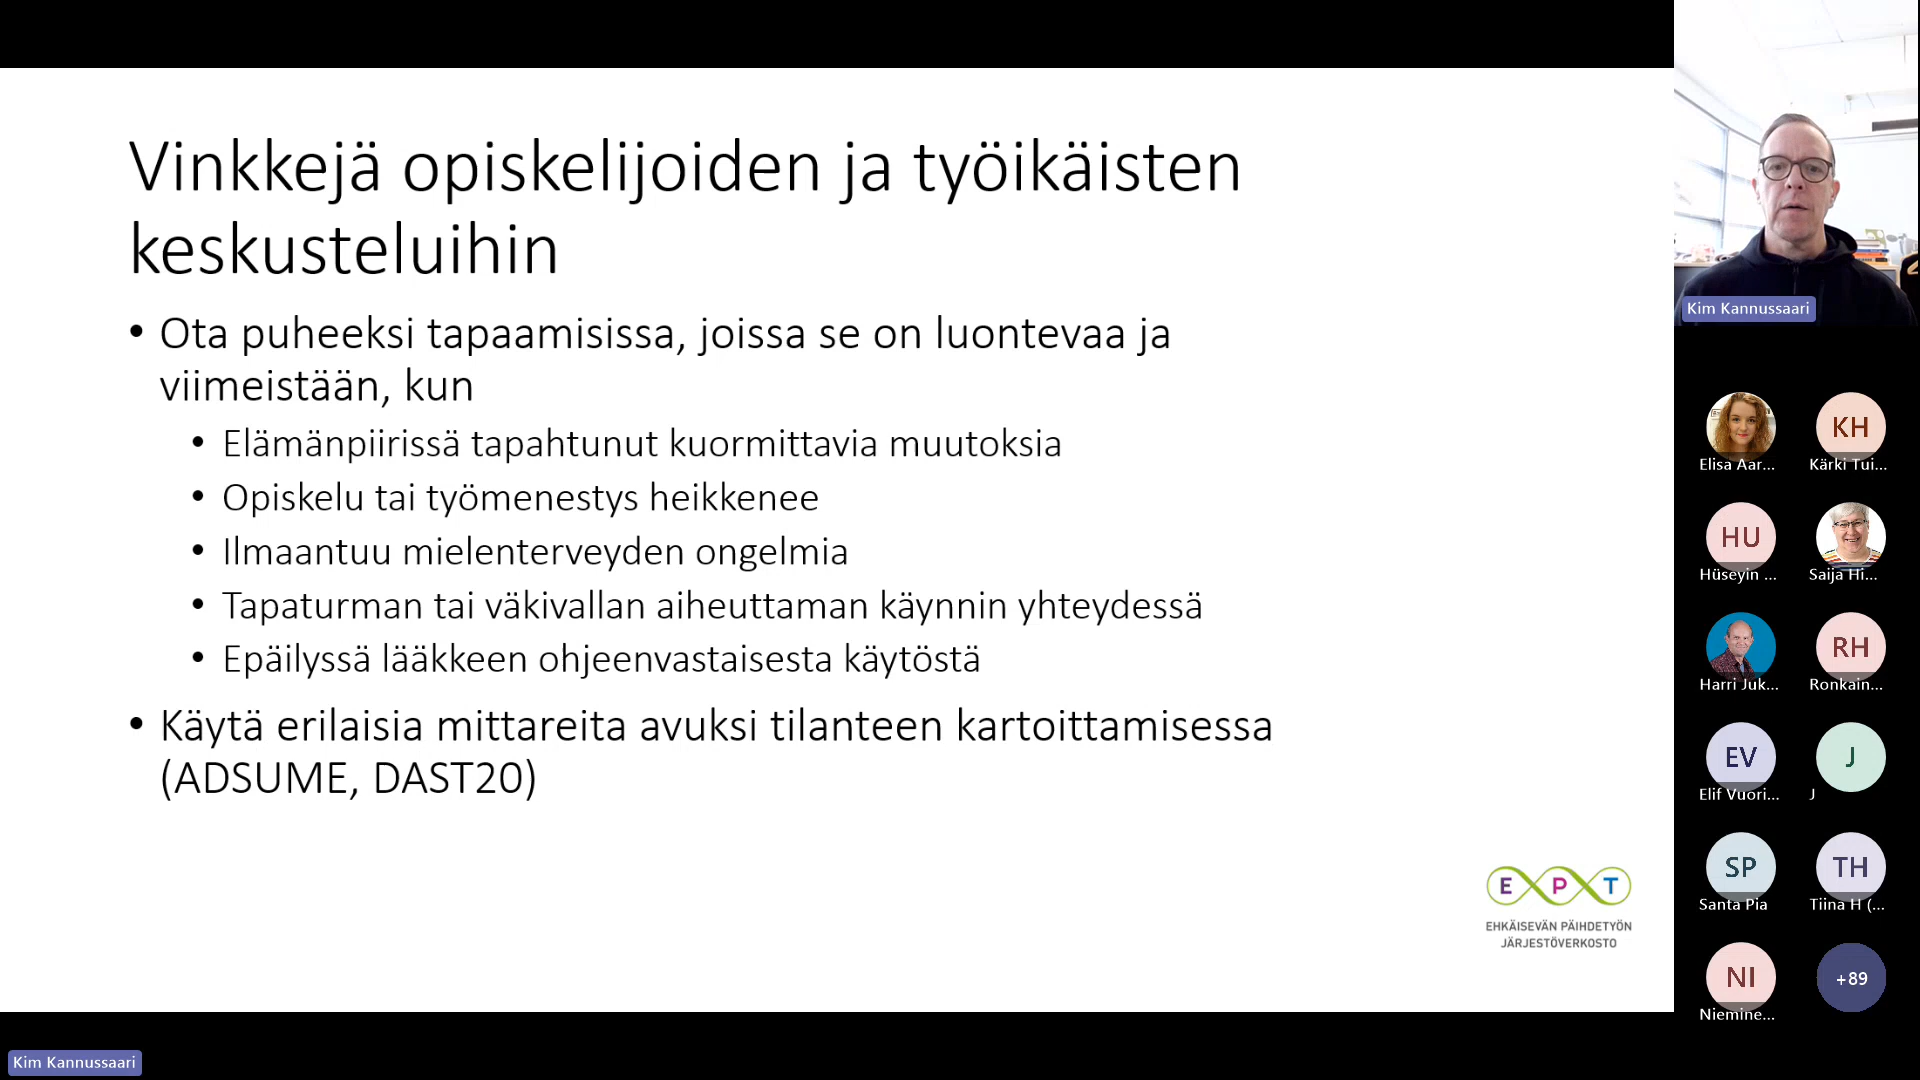 Vinkkejä opiskelijoiden ja työikäisten
keskusteluihin
• Ota puheeksi tapaamisissa, joissa se on luontevaa ja
viimeistään, kun
• Elämänpiirissä tapahtunut kuormittavia muutoksia
• Opiskelu tai työmenestys heikkenee
• Ilmaantuu mielenterveyden ongelmia
• Tapaturman tai väkivallan aiheuttaman käynnin yhteydessä
• Epäilyssä lääkkeen ohjeenvastaisesta käytöstä
• Käytä erilaisia mittareita avuksi tilanteen kartoittamisessa
(ADSUME, DAST20)
E P T
EHKÄISEVÄN PÄIHDETYÖN
JÄRJESTÖVERKOSTO
Kim Kannussaari
Elisa Aar...
KH
Kärki Tui...
HU
Hüseyin ...
Saija Hi...
Harri Juk...
RH
Ronkain...
EV
Elif Vuori...
J
J
SP
Santa Pia
TH
Tiina H (...
NI
Niemine...
+89
Kim Kannussaari